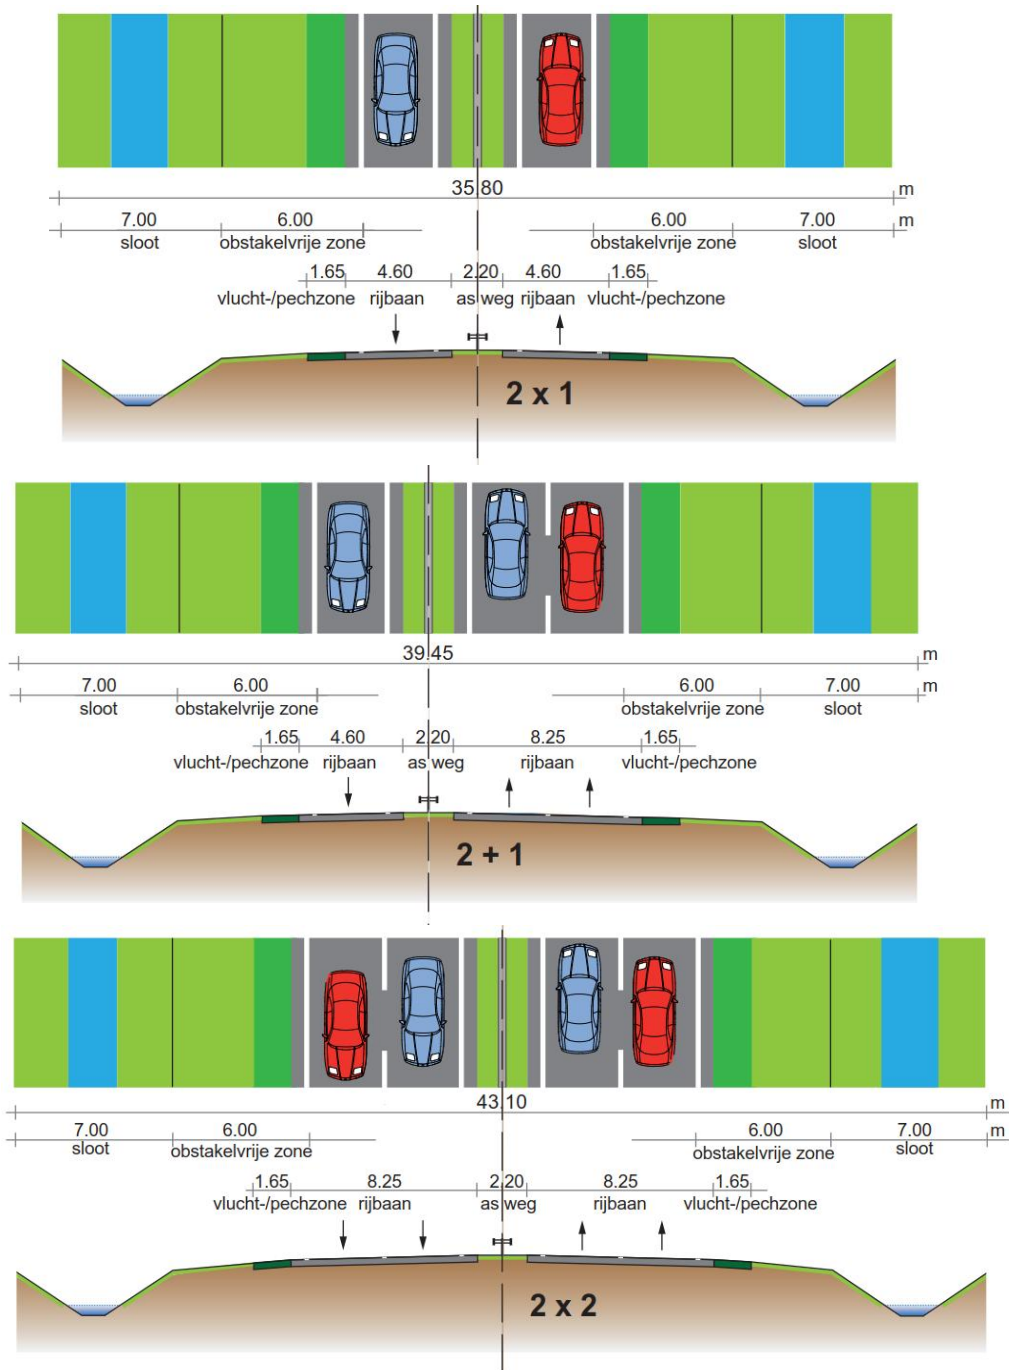 35.80 m
7.00 6.00 6.00 7.00 m
sloot obstakelvrije zone obstakelvrije zone sloot
1.65 4.60 2.20 4.60 1.65
vlucht-/pechzone rijbaan as weg rijbaan vlucht-/pechzone
2 x 1
39.45 m
7.00 6.00 6.00 7.00 m
sloot obstakelvrije zone obstakelvrije zone sloot
1.65 4.60 2.20 8.25 1.65
vlucht-/pechzone rijbaan as weg rijbaan vlucht-/pechzone
2 + 1
43.10 m
7.00 6.00 6.00 7.00 m
sloot obstakelvrije zone obstakelvrije zone sloot
1.65 8.25 2.20 8.25 1.65
vlucht-/pechzone rijbaan as weg rijbaan vlucht-/pechzone
2 x 2